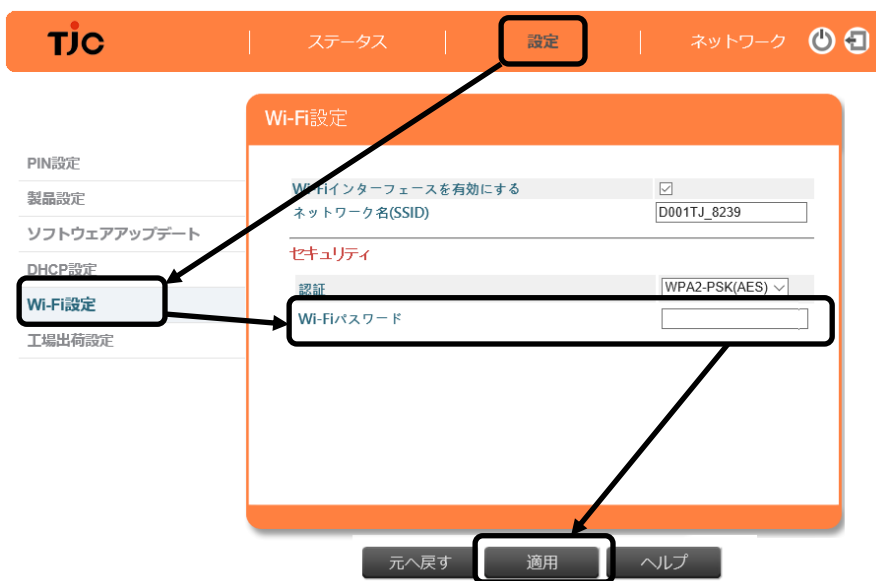 TJC
ステータス
設定
ネットワーク
Wi-Fi設定
PIN設定
製品設定
ソフトウェアアップデート
DHCP設定
Wi-Fi設定
工場出荷設定
Wi-Fiインターフェースを有効にする
ネットワーク名(SSID)
D001TJ_8239
セキュリティ
認証
WPA2-PSK(AES)
Wi-Fiパスワード
元へ戻す
適用
ヘルプ